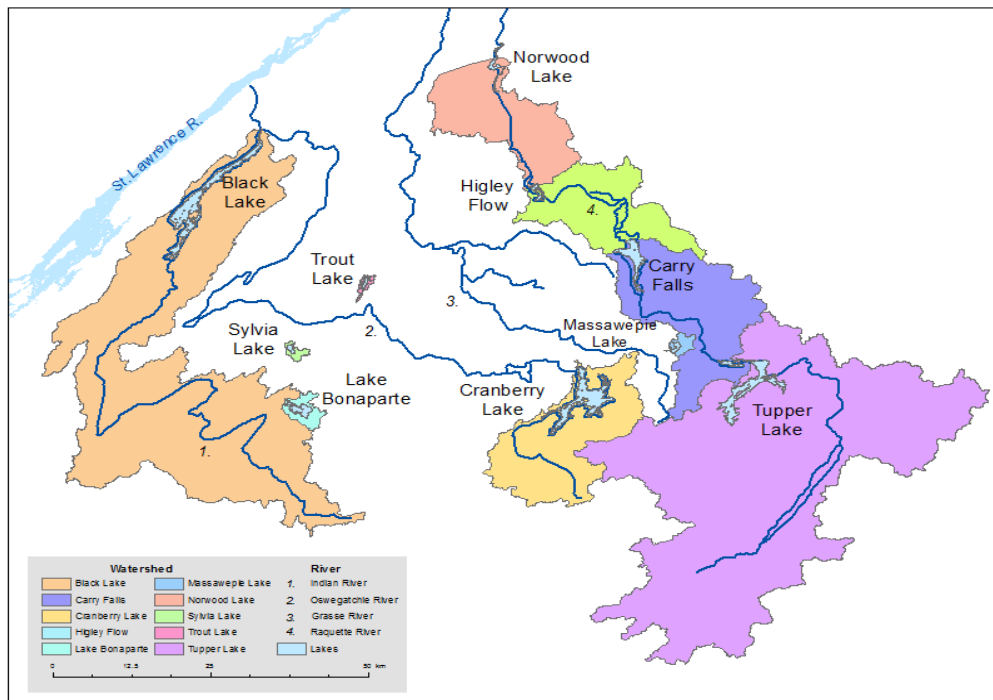 Norwood
Lake
St. Lawrence R.
Black
Lake
Higley
Flow
4.
Trout
Lake
Carry
Falls
3.
2.
Massawepie
Lake
Sylvia
Lake
Lake
Bonaparte
Cranberry
Lake
Tupper
Lake
1.
Watershed
River
Black Lake
Massawepie Lake
1. Indian River
Carry Falls
Norwood Lake
2. Oswegatchie River
Cranberry Lake
Sylvia Lake
3. Grasse River
Higley Flow
Trout Lake
4. Raquette River
Lake Bonaparte
Tupper Lake
Lakes
0 12.5 25 50 km